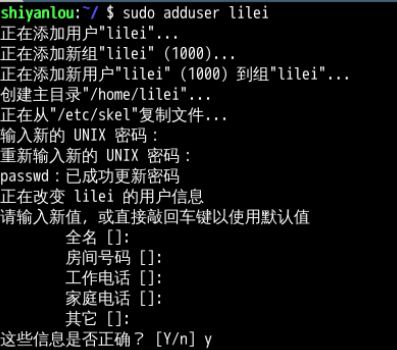 shiyanlou:~/ $ sudo adduser lilei
正在添加用户"lilei"...
正在添加新组"lilei" (1000)...
正在添加新用户"lilei" (1000) 到组"lilei"...
创建主目录"/home/lilei"...
正在从"/etc/skel"复制文件...
输入新的 UNIX 密码：
重新输入新的 UNIX 密码：
passwd：已成功更新密码
正在改变 lilei 的用户信息
请输入新值, 或直接敲回车键以使用默认值
全名 []:
房间号码 []:
工作电话 []:
家庭电话 []:
其它 []:
这些信息是否正确？ [Y/n] y